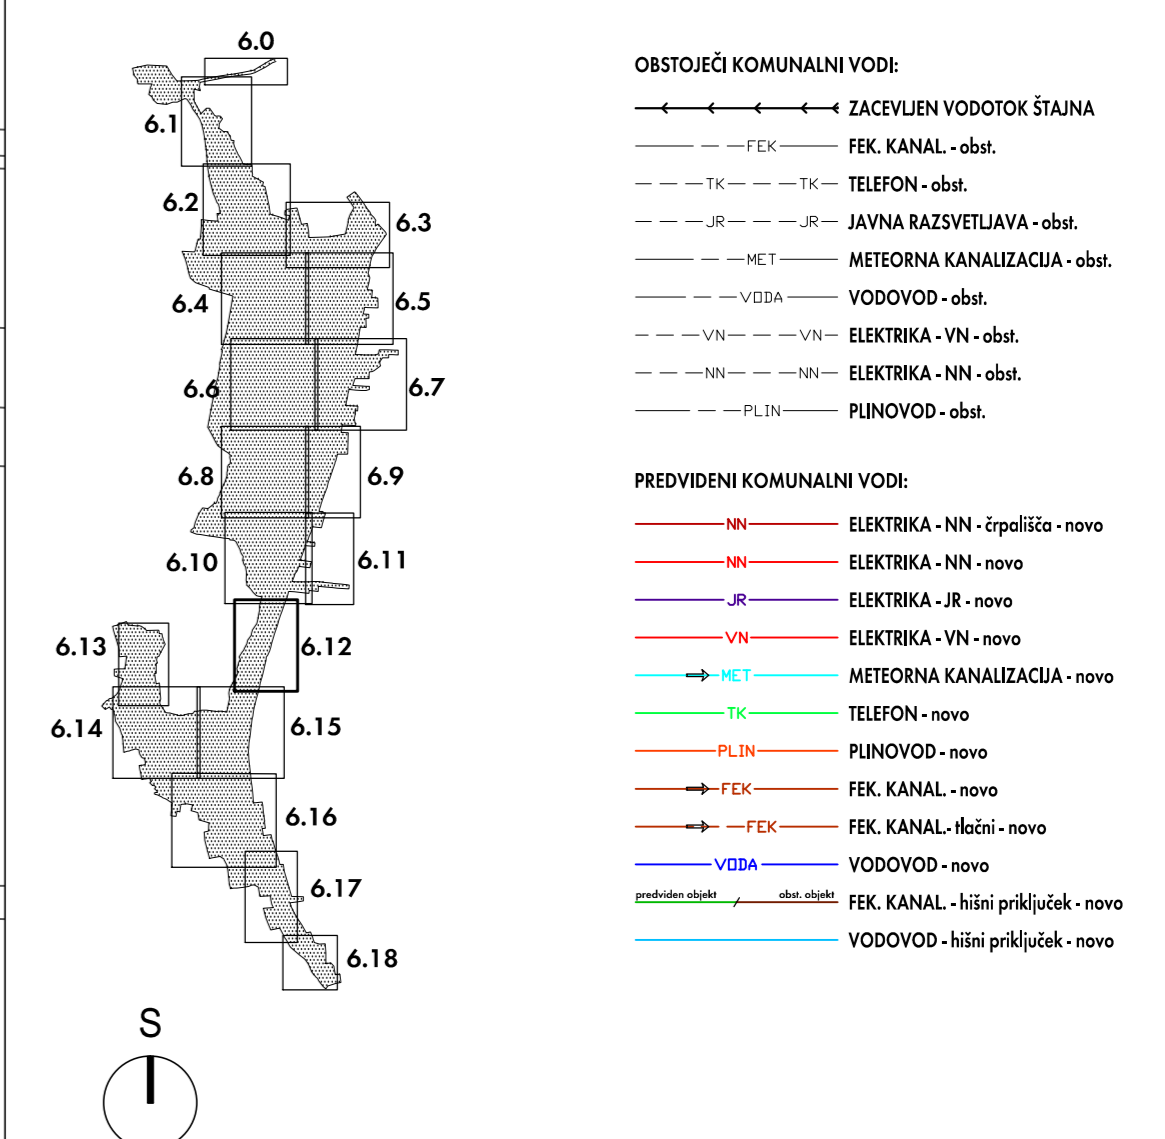 6.0
6.1
6.2
6.3
6.4
6.5
6.6
6.7
6.8
6.9
6.10
6.11
6.12
6.13
6.14
6.15
6.16
6.17
6.18
S
OBSTOJEČI KOMUNALNI VODI:
ZACEVLJEN VODOTOK ŠTAJNA
FEK FEK. KANAL. - obst.
TK TK TELEFON - obst.
JR JR JAVNA RAZSVETLJAVA - obst.
MET METEORNA KANALIZACIJA - obst.
VODA VODOVOD - obst.
VN VN ELEKTRIKA - VN - obst.
NN NN ELEKTRIKA - NN - obst.
PLIN PLINOVOD - obst.
PREDVIDENI KOMUNALNI VODI:
NN ELEKTRIKA - NN - črpališča - novo
NN ELEKTRIKA - NN - novo
JR ELEKTRIKA - JR - novo
VN ELEKTRIKA - VN - novo
MET METEORNA KANALIZACIJA - novo
TK TELEFON - novo
PLIN PLINOVOD - novo
FEK FEK. KANAL. - novo
FEK FEK. KANAL.- tlačni - novo
VODA VODOVOD - novo
predviden objekt obst. objekt FEK. KANAL. - hišni priključek - novo
VODOVOD - hišni priključek - novo